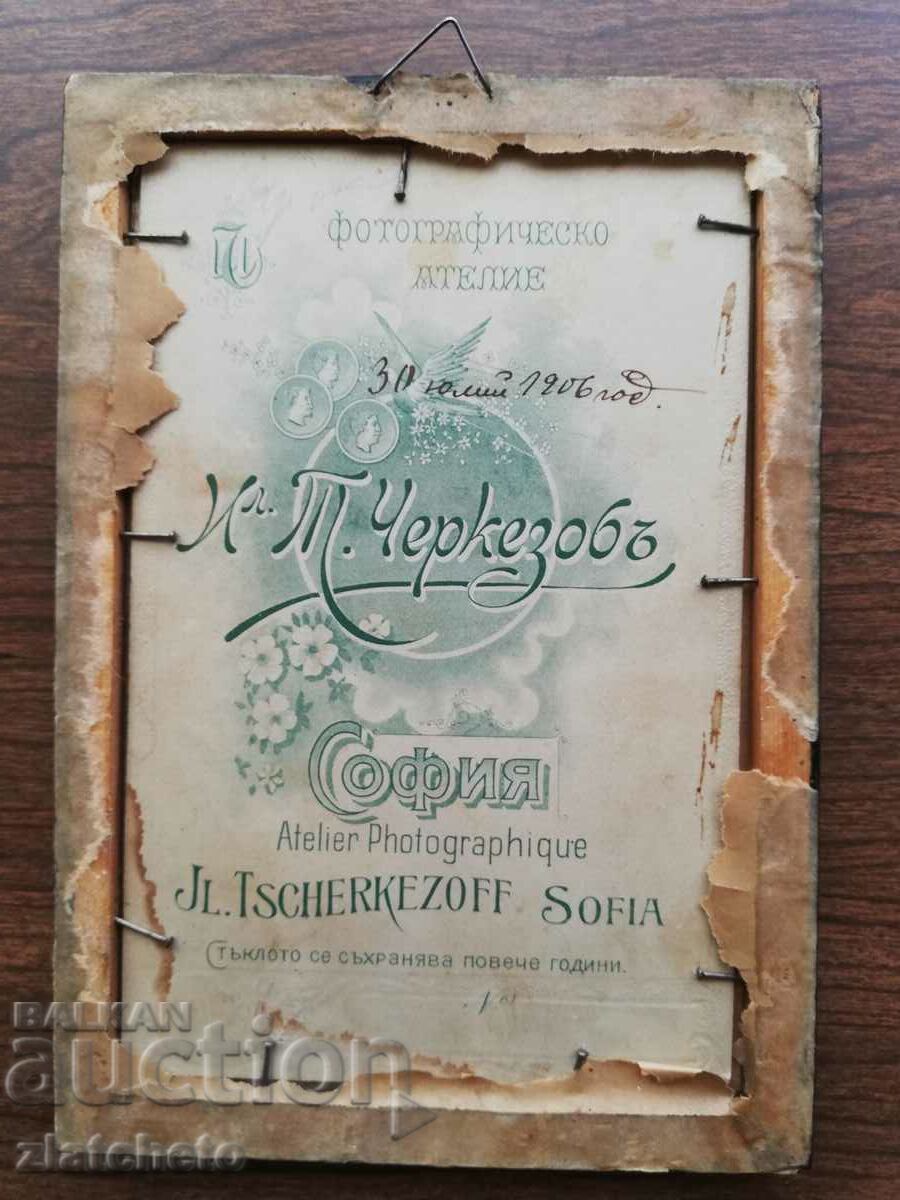 ФОТОГРАФИЧЕСКО
АТЕЛИЕ
30 юлий 1906 год.
Ил. Т. Черкезовъ
София
Atelier Photographique
JL. TSCHERKEZOFF SOFIA
Стъклото се съхранява повече години.
BALKAN
auction
zlatcheto